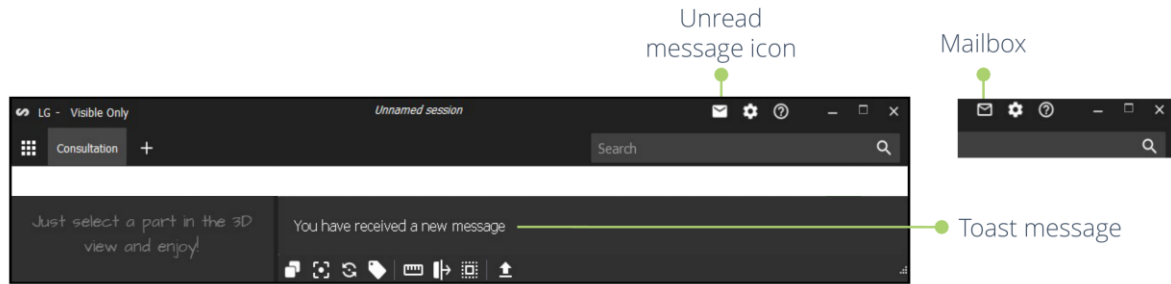 Unread
message icon
Mailbox
LG - Visible Only
Unnamed session
Consultation
Search
Just select a part in the 3D
view and enjoy!
You have received a new message
Toast message